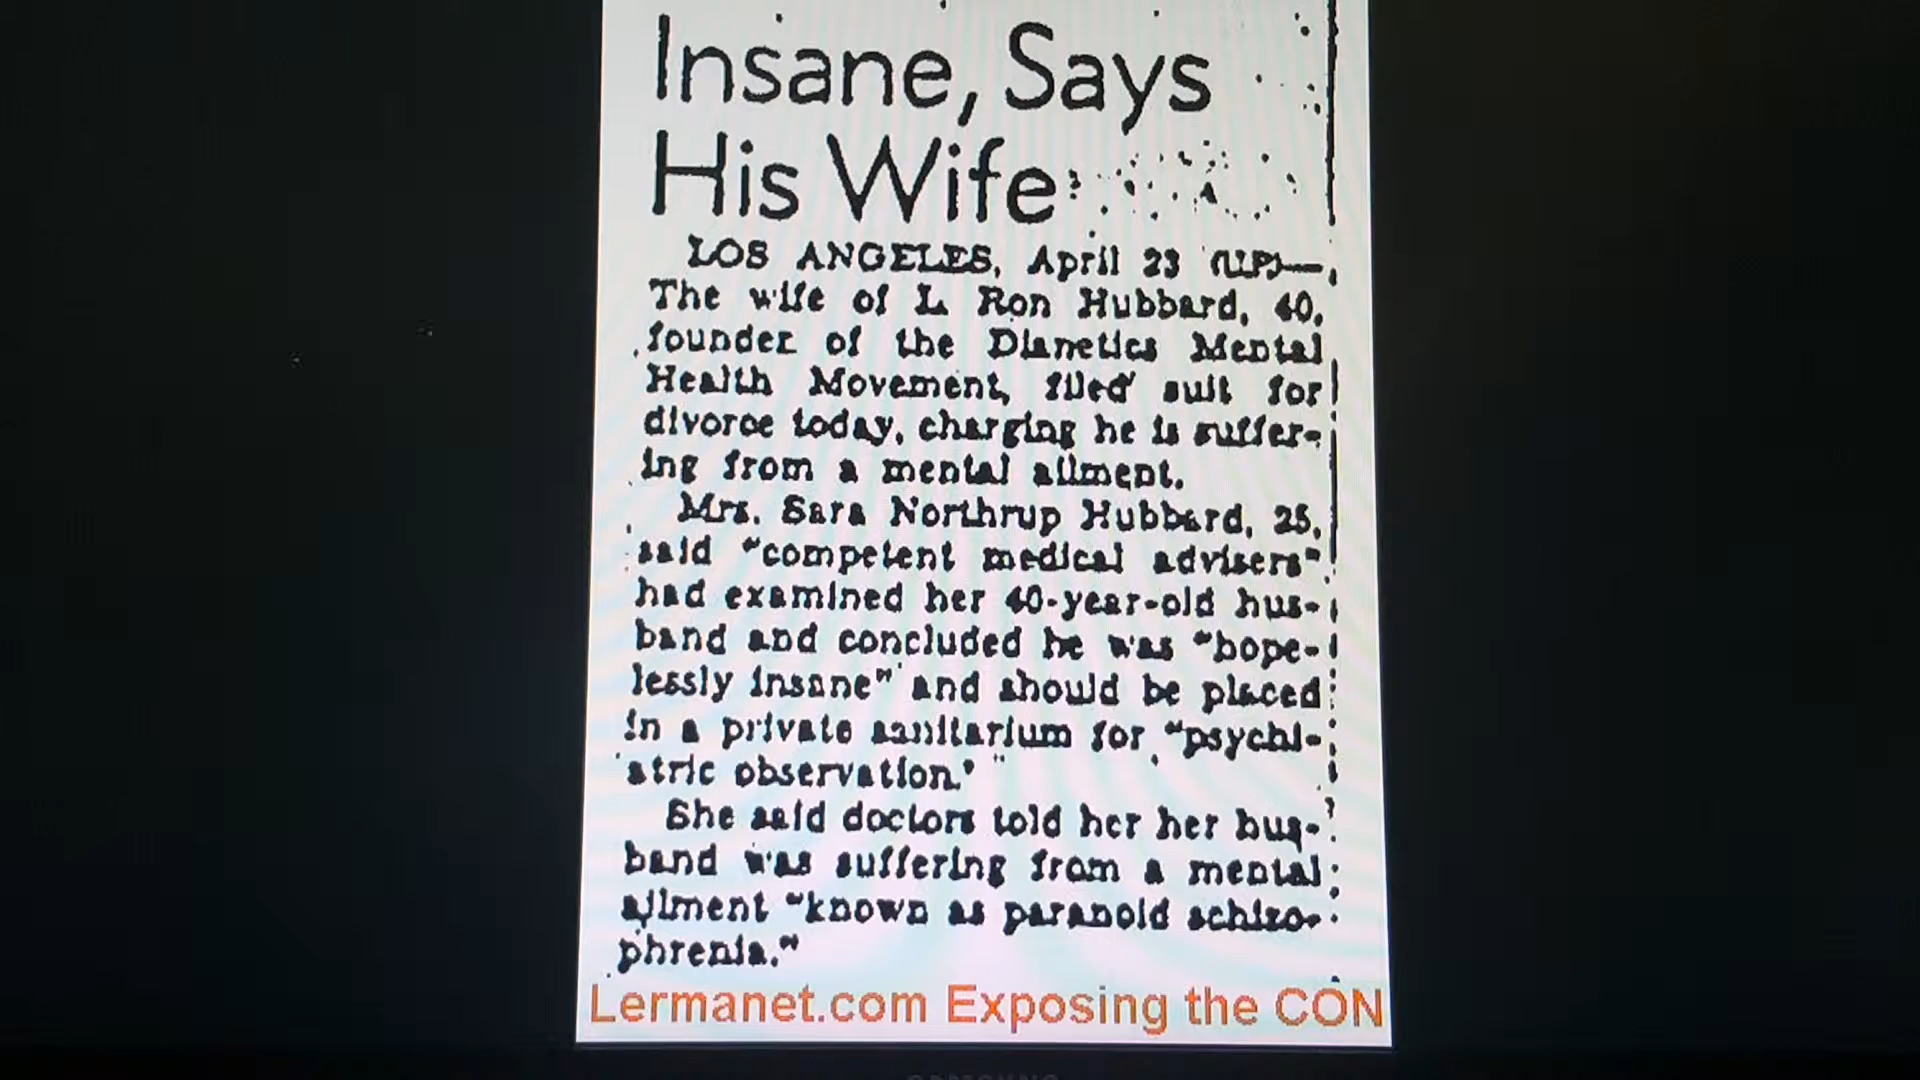 Insane, Says
His Wife
LOS ANGELES, April 23 (UP)—
The wife of L Ron Hubbard, 40,
founder of the Dianetics Mental
Health Movement, filed suit for
divorce today, charging he is suffer-
ing from a mental ailment.
Mrs. Sara Northrup Hubbard, 25,
said "competent medical advisers"
had examined her 40-year-old hus-
band and concluded he was "hope-
lessly insane" and should be placed
in a private sanitarium for "psychi-
atric observation."
She said doctors told her her hus-
band was suffering from a mental
ailment "known as paranoid schizo-
phrenia."
Lermanet.com Exposing the CON